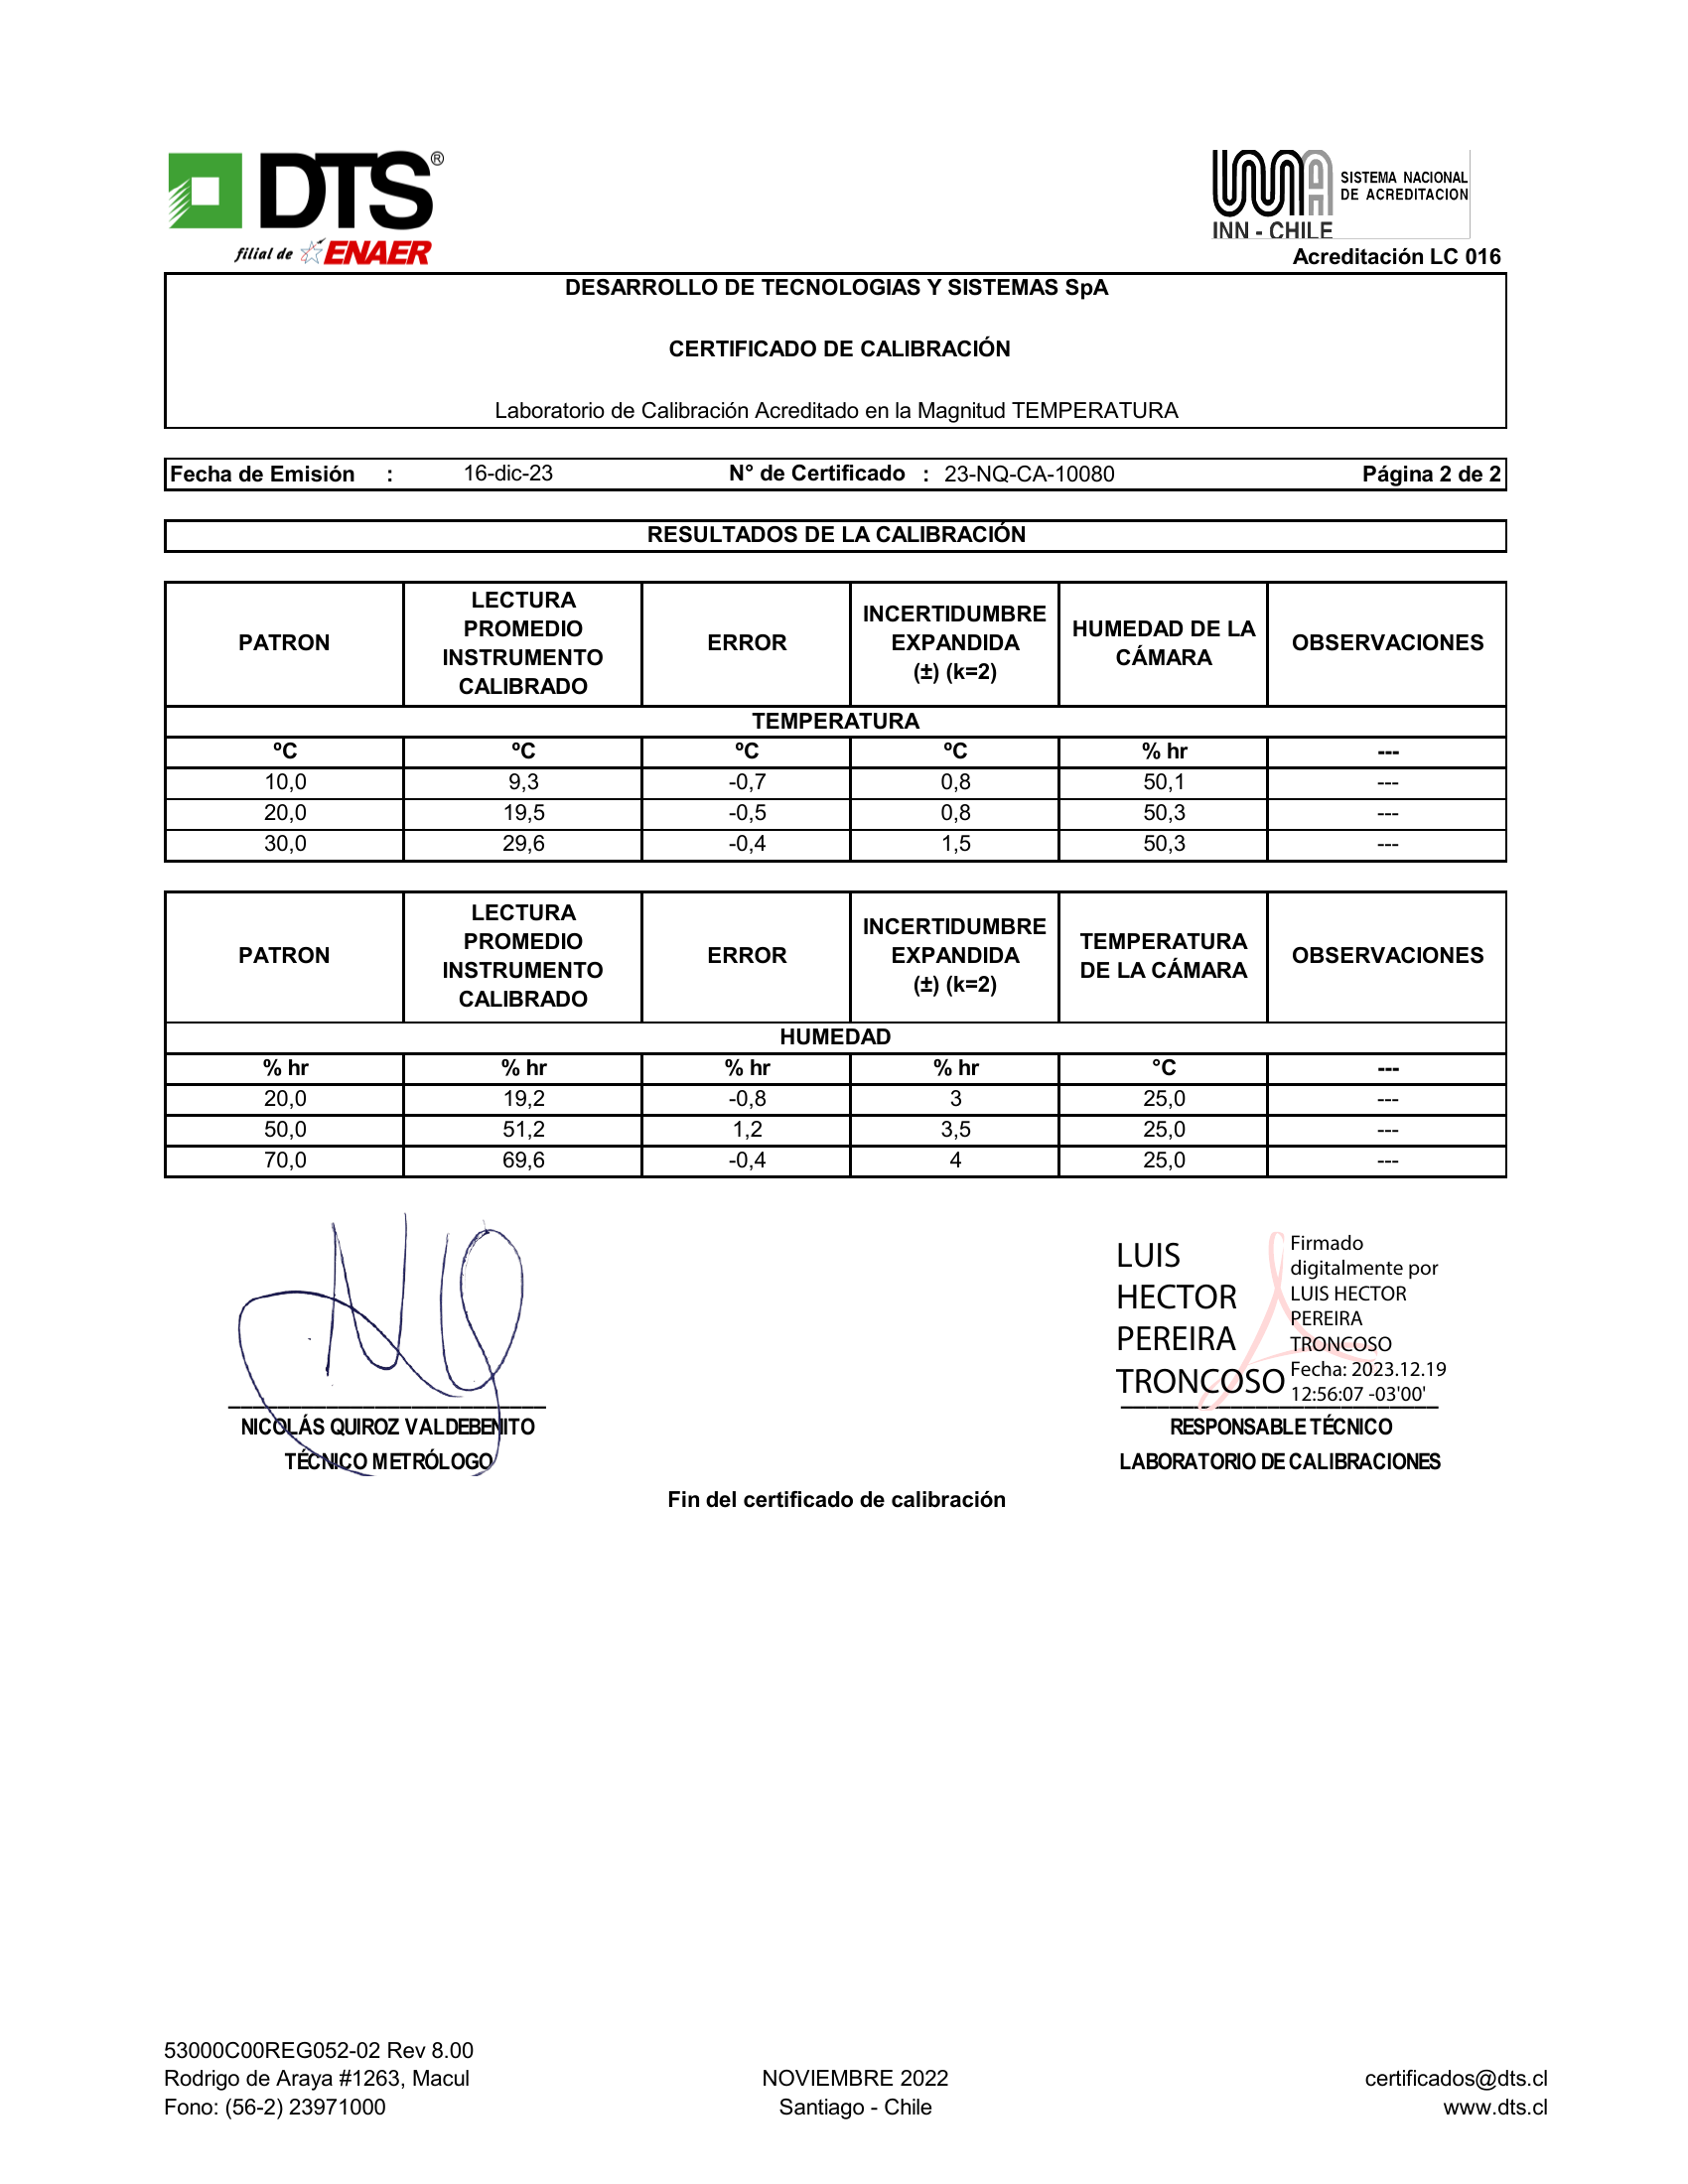 DTS®
filial de ENAER
INN - CHILE
SISTEMA NACIONAL
DE ACREDITACION
Acreditación LC 016
DESARROLLO DE TECNOLOGIAS Y SISTEMAS SpA
CERTIFICADO DE CALIBRACIÓN
Laboratorio de Calibración Acreditado en la Magnitud TEMPERATURA
Fecha de Emisión : 16-dic-23 N° de Certificado : 23-NQ-CA-10080 Página 2 de 2
RESULTADOS DE LA CALIBRACIÓN
PATRON LECTURA PROMEDIO INSTRUMENTO CALIBRADO ERROR INCERTIDUMBRE EXPANDIDA (±) (k=2) HUMEDAD DE LA CÁMARA OBSERVACIONES
TEMPERATURA
ºC ºC ºC ºC % hr ---
10,0 9,3 -0,7 0,8 50,1 ---
20,0 19,5 -0,5 0,8 50,3 ---
30,0 29,6 -0,4 1,5 50,3 ---
PATRON LECTURA PROMEDIO INSTRUMENTO CALIBRADO ERROR INCERTIDUMBRE EXPANDIDA (±) (k=2) TEMPERATURA DE LA CÁMARA OBSERVACIONES
HUMEDAD
% hr % hr % hr % hr °C ---
20,0 19,2 -0,8 3 25,0 ---
50,0 51,2 1,2 3,5 25,0 ---
70,0 69,6 -0,4 4 25,0 ---
LUIS
HECTOR
PEREIRA
TRONCOSO
Firmado
digitalmente por
LUIS HECTOR
PEREIRA
TRONCOSO
Fecha: 2023.12.19
12:56:07 -03'00'
NICOLÁS QUIROZ VALDEBENITO
TÉCNICO METRÓLOGO
RESPONSABLE TÉCNICO
LABORATORIO DE CALIBRACIONES
Fin del certificado de calibración
53000C00REG052-02 Rev 8.00
Rodrigo de Araya #1263, Macul NOVIEMBRE 2022 certificados@dts.cl
Fono: (56-2) 23971000 Santiago - Chile www.dts.cl